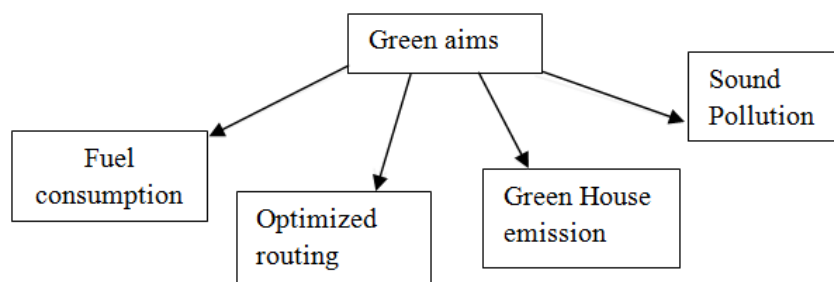 Green aims
Sound
Pollution
Fuel
consumption
Optimized
routing
Green House
emission